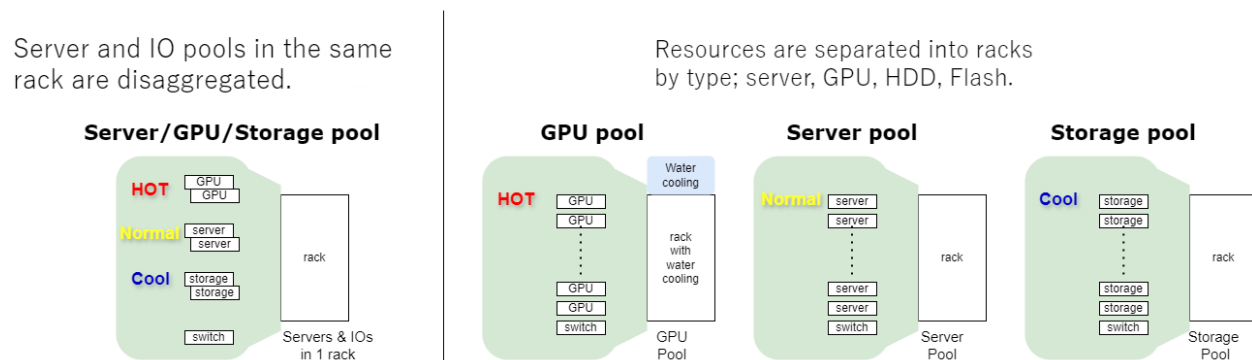 Server and IO pools in the same
rack are disaggregated.
Server/GPU/Storage pool
HOT
GPU
GPU
Normal
server
server
Cool
storage
storage
switch
rack
Servers & IOs
in 1 rack
Resources are separated into racks
by type; server, GPU, HDD, Flash.
GPU pool
Water
cooling
HOT
GPU
GPU
GPU
GPU
switch
rack
with
water
cooling
GPU
Pool
Server pool
Normal
server
server
server
server
switch
rack
Server
Pool
Storage pool
Cool
storage
storage
storage
storage
switch
rack
Storage
Pool